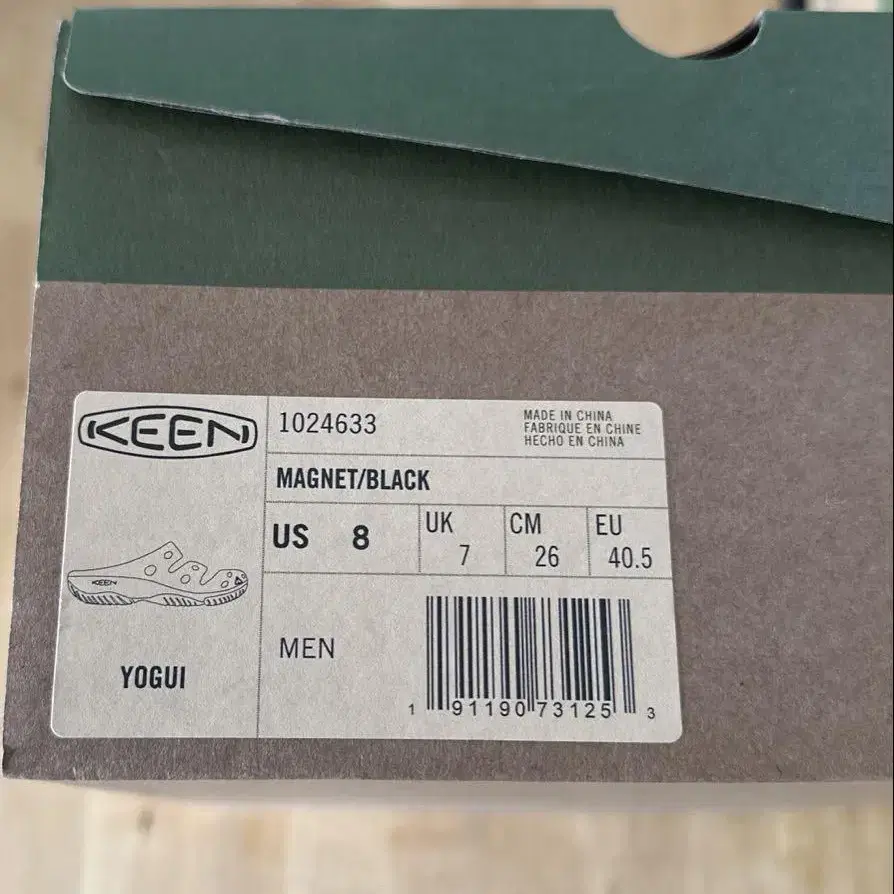 KEEN
1024633
MADE IN CHINA
FABRIQUE EN CHINE
HECHO EN CHINA
MAGNET/BLACK
US 8
UK 7
CM 26
EU 40.5
KEEN
YOGUI
MEN
1 91190 73125 3